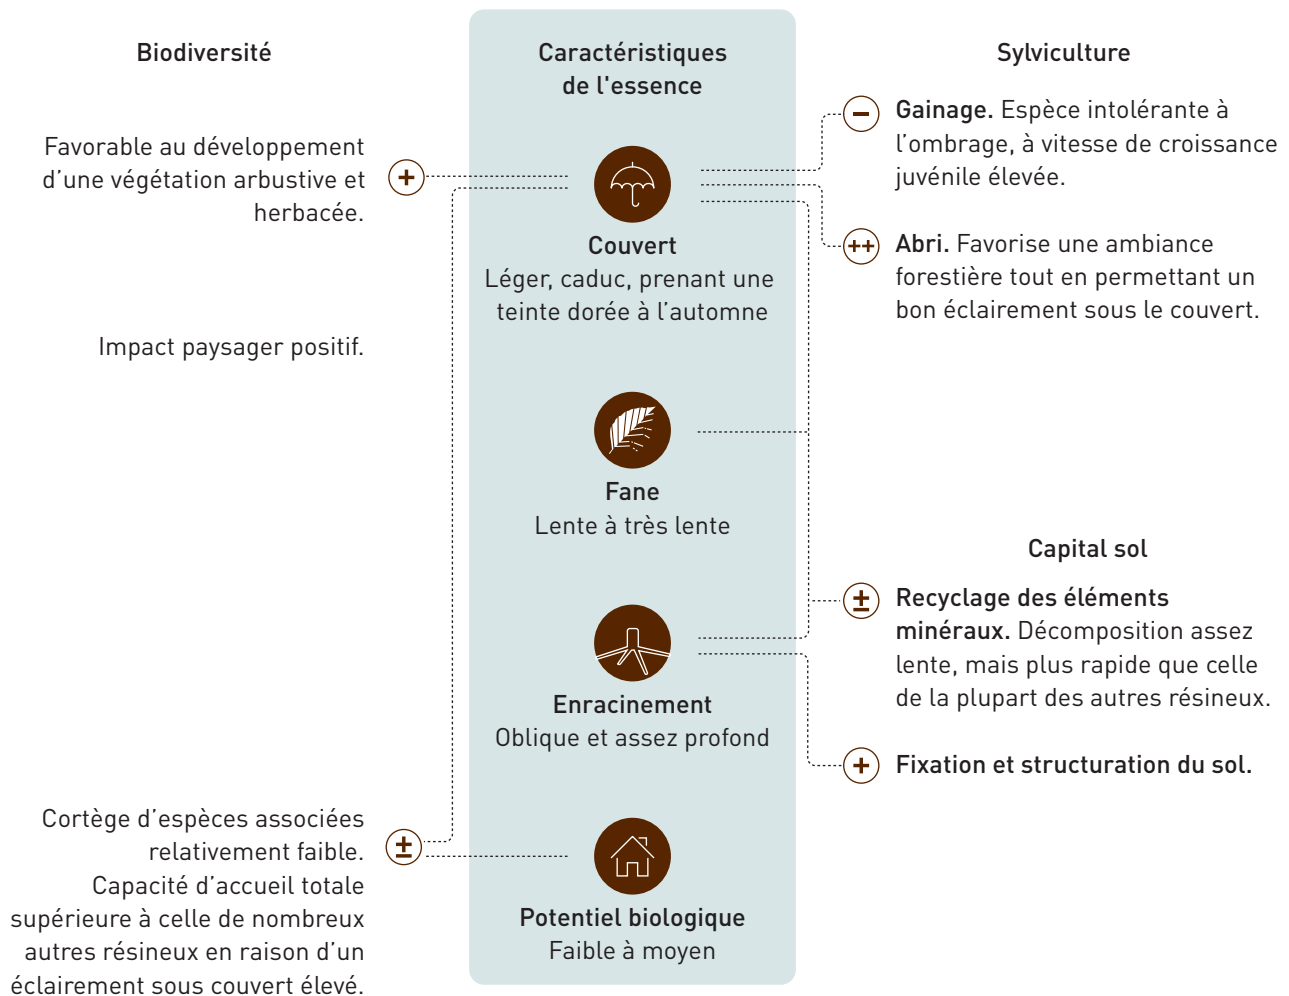 Biodiversité
Favorable au développement
d’une végétation arbustive et
herbacée.
+
Impact paysager positif.
Cortège d’espèces associées
relativement faible.
Capacité d’accueil totale
supérieure à celle de nombreux
autres résineux en raison d’un
éclairement sous couvert élevé.
±
Caractéristiques
de l'essence
Couvert
Léger, caduc, prenant une
teinte dorée à l’automne
Fane
Lente à très lente
Enracinement
Oblique et assez profond
Potentiel biologique
Faible à moyen
Sylviculture
−
Gainage. Espèce intolérante à
l’ombrage, à vitesse de croissance
juvénile élevée.
++
Abri. Favorise une ambiance
forestière tout en permettant un
bon éclairement sous le couvert.
Capital sol
±
Recyclage des éléments
minéraux. Décomposition assez
lente, mais plus rapide que celle
de la plupart des autres résineux.
+
Fixation et structuration du sol.